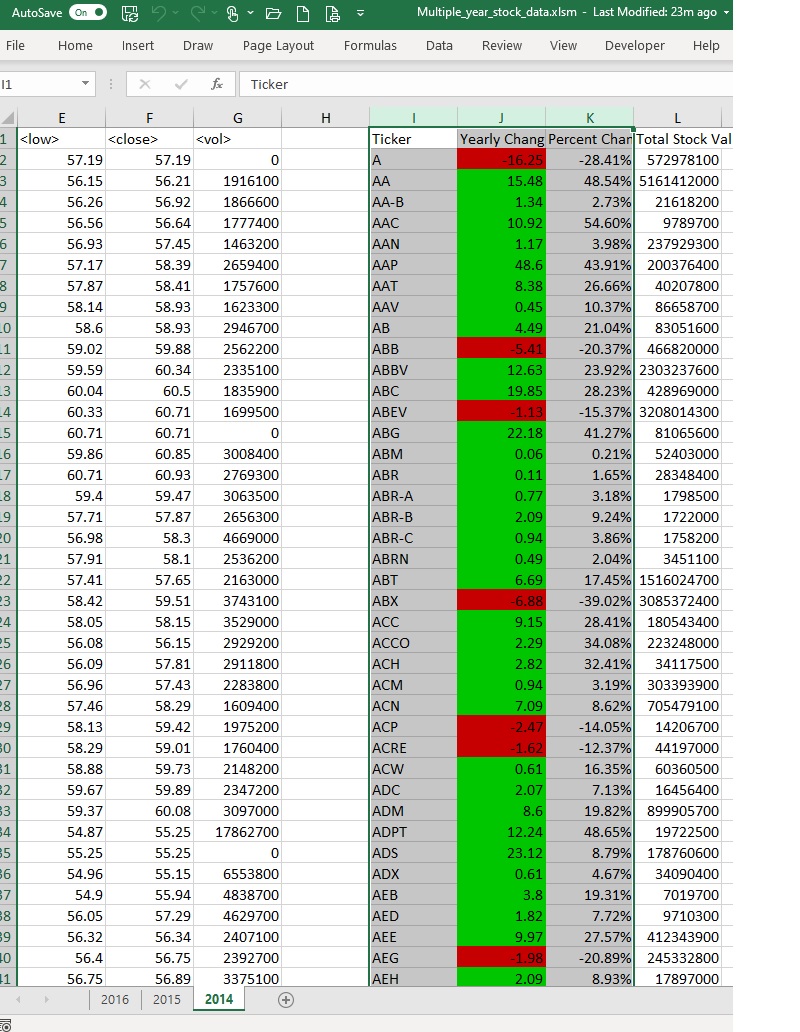 AutoSave On Multiple_year_stock_data.xlsm - Last Modified: 23m ago
File Home Insert Draw Page Layout Formulas Data Review View Developer Help
I1 fx Ticker
E F G H I J K L
1 <low> <close> <vol> Ticker Yearly Chang Percent Chan Total Stock Val
2 57.19 57.19 0 A -16.25 -28.41% 572978100
3 56.15 56.21 1916100 AA 15.48 48.54% 5161412000
4 56.26 56.92 1866600 AA-B 1.34 2.73% 21618200
5 56.56 56.64 1777400 AAC 10.92 54.60% 9789700
6 56.93 57.45 1463200 AAN 1.17 3.98% 237929300
7 57.17 58.39 2659400 AAP 48.6 43.91% 200376400
8 57.87 58.41 1757600 AAT 8.38 26.66% 40207800
9 58.14 58.93 1623300 AAV 0.45 10.37% 86658700
10 58.6 58.93 2946700 AB 4.49 21.04% 83051600
11 59.02 59.88 2562200 ABB -5.41 -20.37% 466820000
12 59.59 60.34 2335100 ABBV 12.63 23.92% 2303237600
13 60.04 60.5 1835900 ABC 19.85 28.23% 428969000
14 60.33 60.71 1699500 ABEV -1.13 -15.37% 3208014300
15 60.71 60.71 0 ABG 22.18 41.27% 81065600
16 59.86 60.85 3008400 ABM 0.06 0.21% 52403000
17 60.71 60.93 2769300 ABR 0.11 1.65% 28348400
18 59.4 59.47 3063500 ABR-A 0.77 3.18% 1798500
19 57.71 57.87 2656300 ABR-B 2.09 9.24% 1722000
20 56.98 58.3 4669000 ABR-C 0.94 3.86% 1758200
21 57.91 58.1 2536200 ABRN 0.49 2.04% 3451100
22 57.41 57.65 2163000 ABT 6.69 17.45% 1516024700
23 58.42 59.51 3743100 ABX -6.88 -39.02% 3085372400
24 58.05 58.15 3529000 ACC 9.15 28.41% 180543400
25 56.08 56.15 2929200 ACCO 2.29 34.08% 223248000
26 56.09 57.81 2911800 ACH 2.82 32.41% 34117500
27 56.96 57.43 2283800 ACM 0.94 3.19% 303393900
28 57.46 58.29 1609400 ACN 7.09 8.62% 705479100
29 58.13 59.42 1975200 ACP -2.47 -14.05% 14206700
30 58.29 59.01 1760400 ACRE -1.62 -12.37% 44197000
31 58.88 59.73 2148200 ACW 0.61 16.35% 60360500
32 59.67 59.89 2347200 ADC 2.07 7.13% 16456400
33 59.37 60.08 3097000 ADM 8.6 19.82% 899905700
34 54.87 55.25 17862700 ADPT 12.24 48.65% 19722500
35 55.25 55.25 0 ADS 23.12 8.79% 178760600
36 54.96 55.15 6553800 ADX 0.61 4.67% 34090400
37 54.9 55.94 4838700 AEB 3.8 19.31% 7019700
38 56.05 57.29 4629700 AED 1.82 7.72% 9710300
39 56.32 56.34 2407100 AEE 9.97 27.57% 412343900
40 56.4 56.75 2392700 AEG -1.98 -20.89% 245332800
41 56.75 56.89 3375100 AEH 2.09 8.93% 17897000
2016 2015 2014